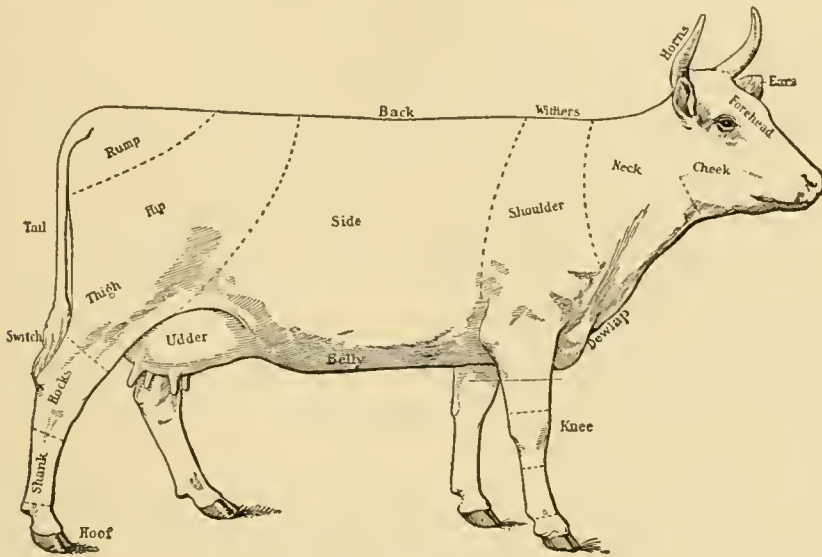 Horns
Ears
Forehead
Back
Withers
Rump
Neck
Cheek
Hip
Side
Shoulder
Tail
Thigh
Switch
Udder
Dewlap
Belly
Hocks
Knee
Shank
Hoof